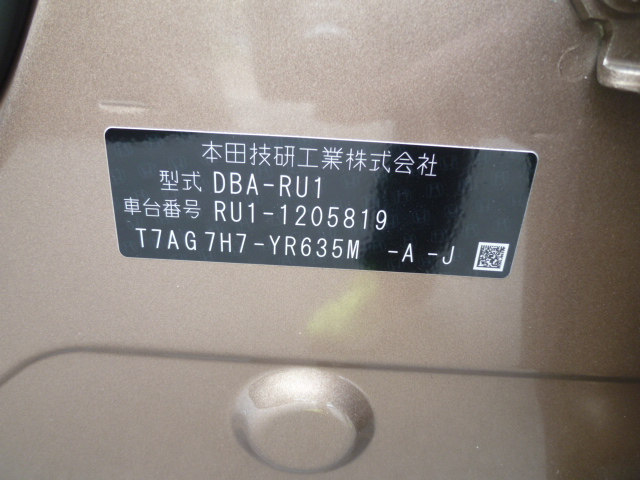 本田技研工業株式会社
型式 DBA-RU1
車台番号 RU1-1205819
T7AG7H7-YR635M -A -J